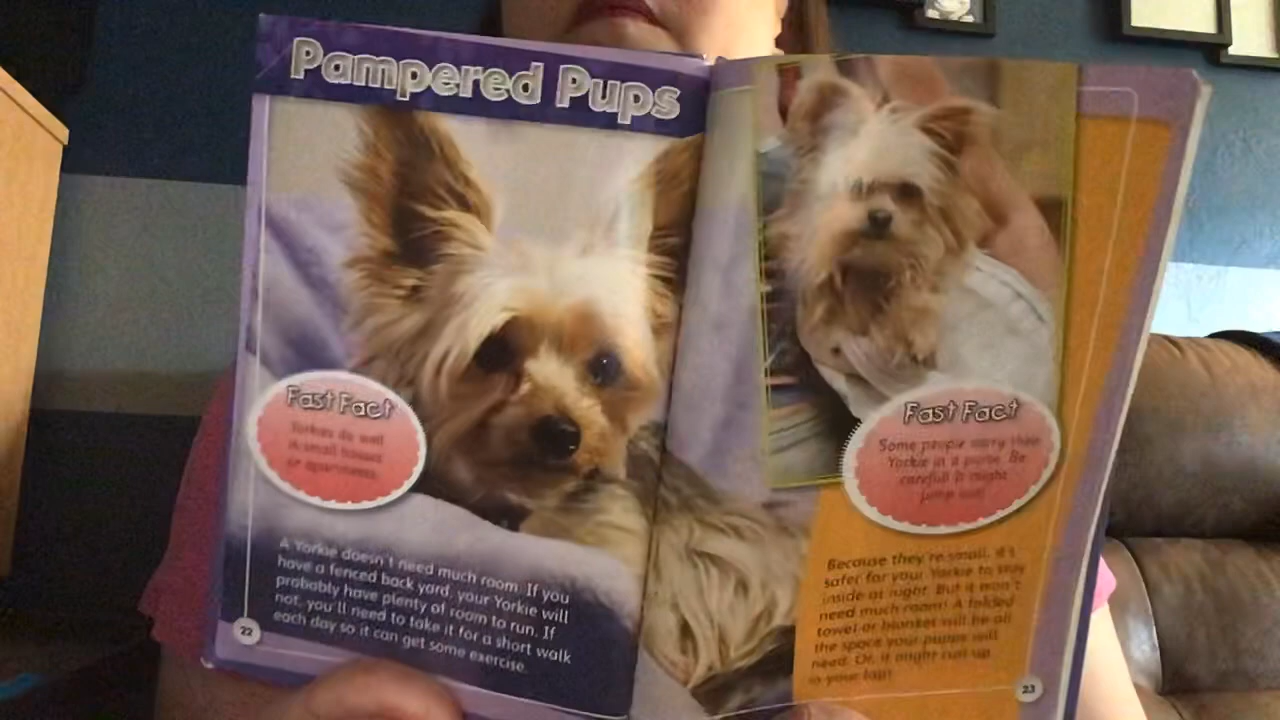 Pampered Pups
Fast Fact
Yorkies do well
in small houses
or apartments.
A Yorkie doesn't need much room. If you
have a fenced back yard, your Yorkie will
probably have plenty of room to run. If
not, you'll need to take it for a short walk
each day so it can get some exercise.
22
Fast Fact
Some people carry their
Yorkie in a purse. Be
careful! It might
jump out!
Because they're small, it's
safer for your Yorkie to stay
inside at night. But it won't
need much room! A folded
towel or blanket will be all
the space your puppy will
need. Or, it might curl up
in your lap!
23